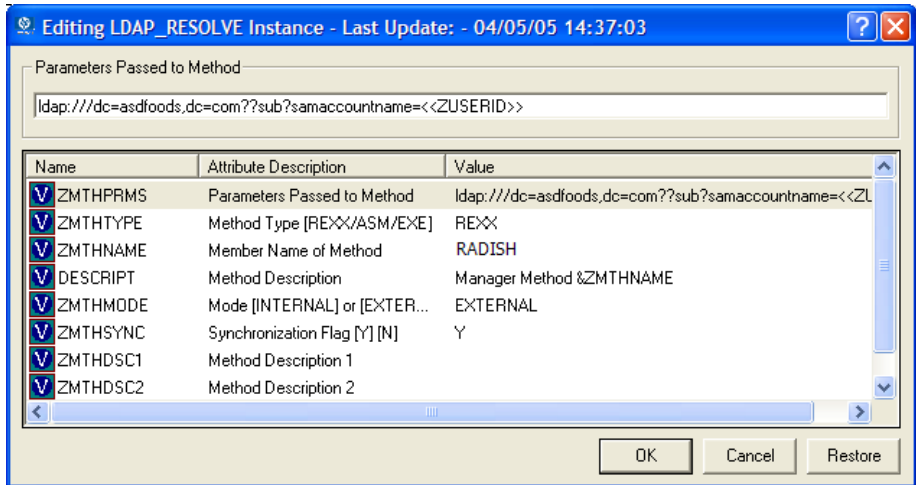 Editing LDAP_RESOLVE Instance - Last Update: - 04/05/05 14:37:03
Parameters Passed to Method
ldap:///dc=asdfoods,dc=com??sub?samaccountname=<<ZUSERID>>
Name Attribute Description Value
V ZMTHPRMS Parameters Passed to Method ldap:///dc=asdfoods,dc=com??sub?samaccountname=<<ZU
V ZMTHTYPE Method Type [REXX/ASM/EXE] REXX
V ZMTHNAME Member Name of Method RADISH
V DESCRIPT Method Description Manager Method &ZMTHNAME
V ZMTHMODE Mode [INTERNAL] or [EXTER... EXTERNAL
V ZMTHSYNC Synchronization Flag [Y] [N] Y
V ZMTHDSC1 Method Description 1
V ZMTHDSC2 Method Description 2
OK Cancel Restore